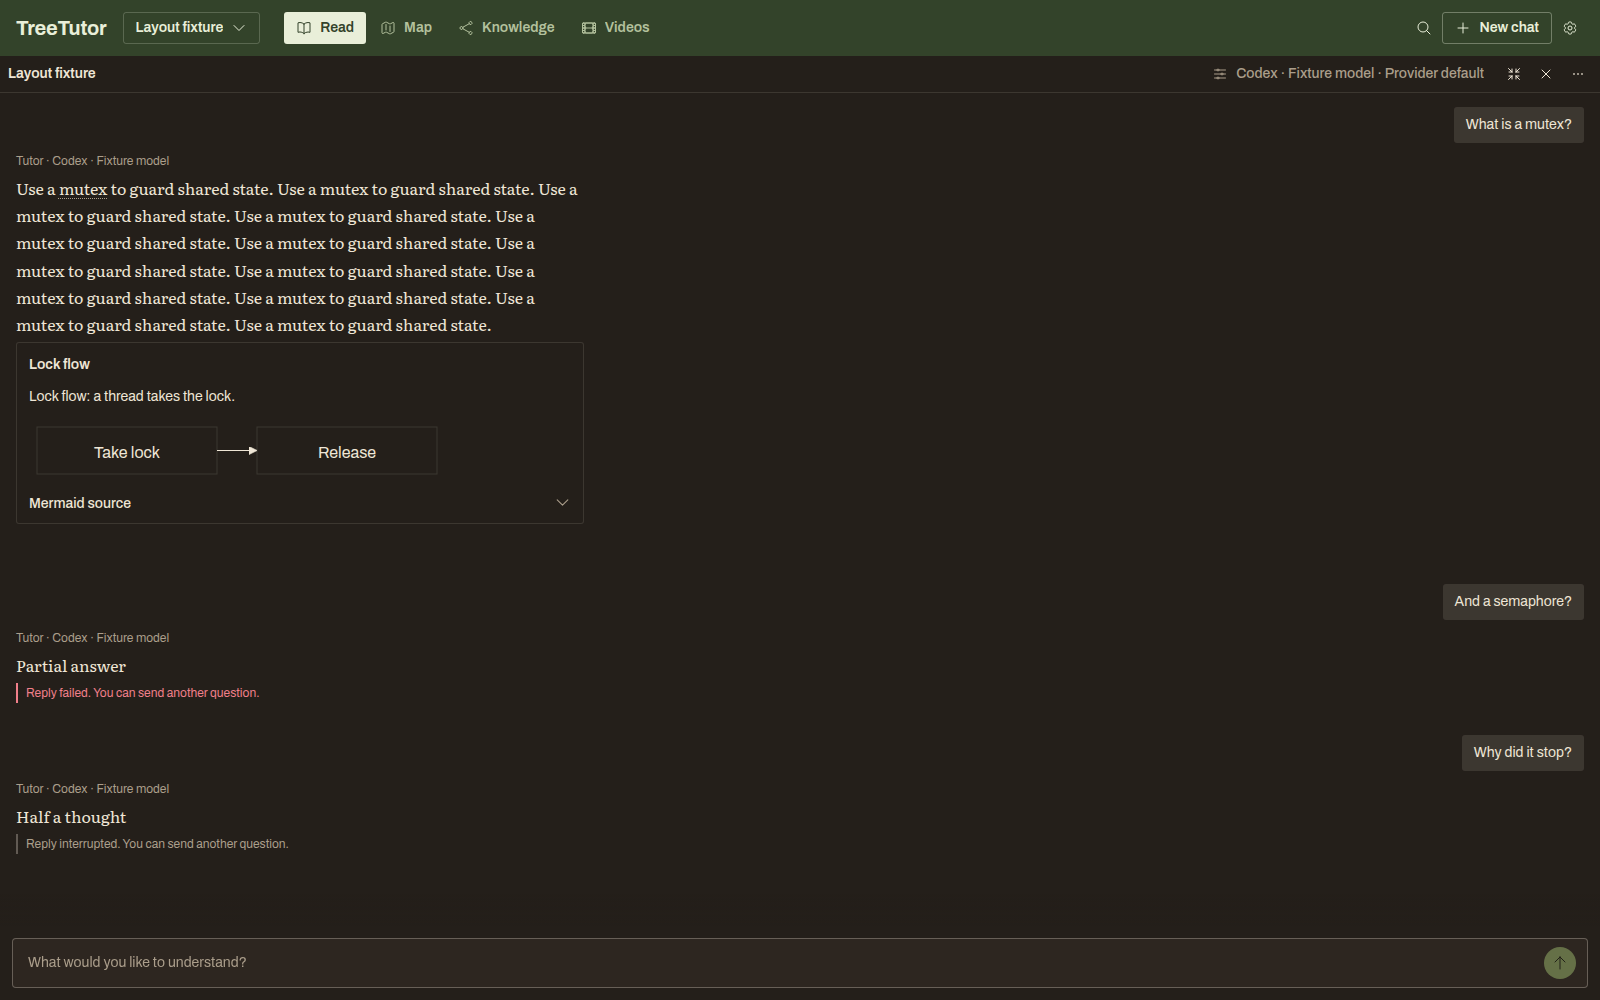 TreeTutor
Layout fixture
Read
Map
Knowledge
Videos
New chat
Layout fixture
Codex · Fixture model · Provider default
What is a mutex?
Tutor · Codex · Fixture model
Use a mutex to guard shared state. Use a mutex to guard shared state. Use a
mutex to guard shared state. Use a mutex to guard shared state. Use a
mutex to guard shared state. Use a mutex to guard shared state. Use a
mutex to guard shared state. Use a mutex to guard shared state. Use a
mutex to guard shared state. Use a mutex to guard shared state. Use a
mutex to guard shared state. Use a mutex to guard shared state.
Lock flow
Lock flow: a thread takes the lock.
Take lock
Release
Mermaid source
And a semaphore?
Tutor · Codex · Fixture model
Partial answer
Reply failed. You can send another question.
Why did it stop?
Tutor · Codex · Fixture model
Half a thought
Reply interrupted. You can send another question.
What would you like to understand?